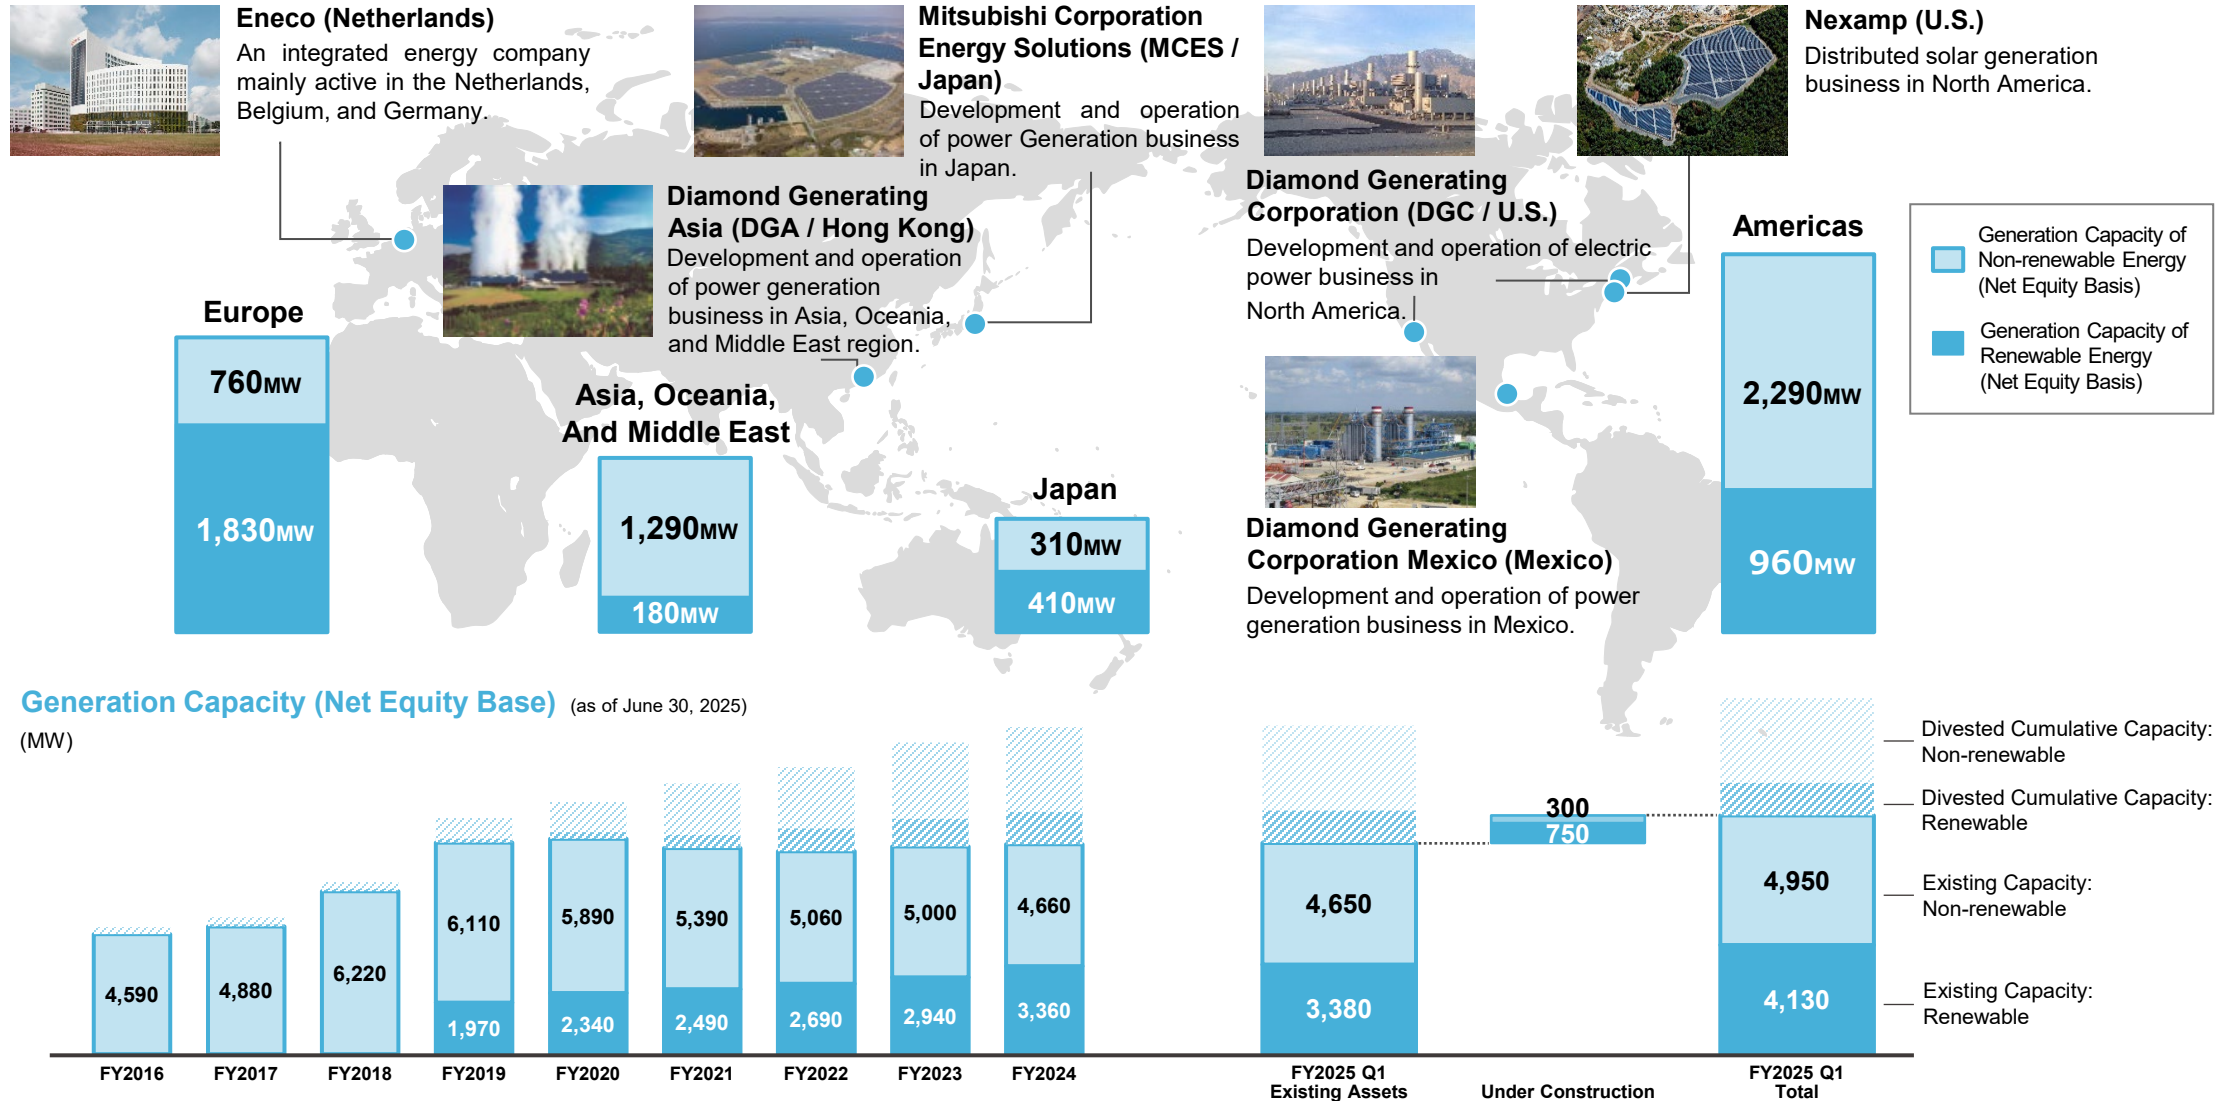 Eneco (Netherlands)
An integrated energy company
mainly active in the Netherlands,
Belgium, and Germany.
Mitsubishi Corporation
Energy Solutions (MCES /
Japan)
Development and operation
of power Generation business
in Japan.
Nexamp (U.S.)
Distributed solar generation
business in North America.
Diamond Generating
Asia (DGA / Hong Kong)
Development and operation
of power generation
business in Asia, Oceania,
and Middle East region.
Diamond Generating
Corporation (DGC / U.S.)
Development and operation of electric
power business in
North America.
Diamond Generating
Corporation Mexico (Mexico)
Development and operation of power
generation business in Mexico.
Europe
760MW
1,830MW
Asia, Oceania,
And Middle East
1,290MW
180MW
Japan
310MW
410MW
Americas
2,290MW
960MW
Generation Capacity of
Non-renewable Energy
(Net Equity Basis)
Generation Capacity of
Renewable Energy
(Net Equity Basis)
Generation Capacity (Net Equity Base) (as of June 30, 2025)
(MW)
4,590
4,880
6,220
6,110
1,970
5,890
2,340
5,390
2,490
5,060
2,690
5,000
2,940
4,660
3,360
4,650
3,380
300
750
4,950
4,130
Divested Cumulative Capacity:
Non-renewable
Divested Cumulative Capacity:
Renewable
Existing Capacity:
Non-renewable
Existing Capacity:
Renewable
FY2016
FY2017
FY2018
FY2019
FY2020
FY2021
FY2022
FY2023
FY2024
FY2025 Q1
Existing Assets
Under Construction
FY2025 Q1
Total